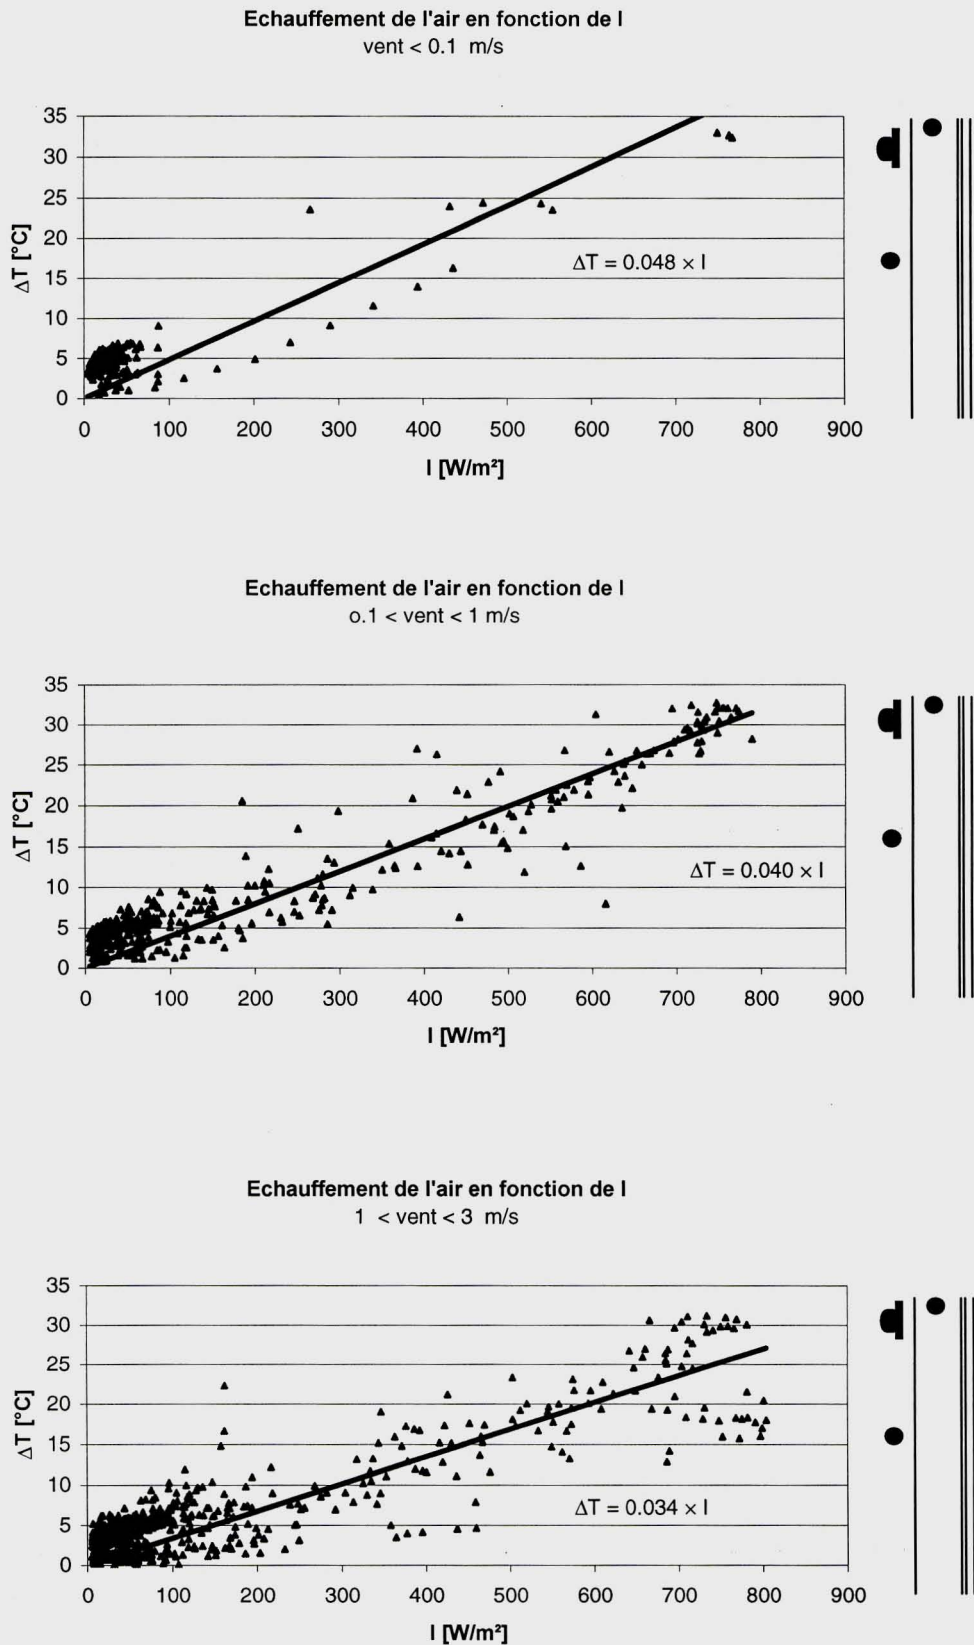 Echauffement de l'air en fonction de I
vent < 0.1 m/s
35
30
25
20
15
10
5
0
ΔT [°C]
ΔT = 0.048 × I
0 100 200 300 400 500 600 700 800 900
I [W/m²]
Echauffement de l'air en fonction de I
o.1 < vent < 1 m/s
35
30
25
20
15
10
5
0
ΔT [°C]
ΔT = 0.040 × I
0 100 200 300 400 500 600 700 800 900
I [W/m²]
Echauffement de l'air en fonction de I
1 < vent < 3 m/s
35
30
25
20
15
10
5
0
ΔT [°C]
ΔT = 0.034 × I
0 100 200 300 400 500 600 700 800 900
I [W/m²]